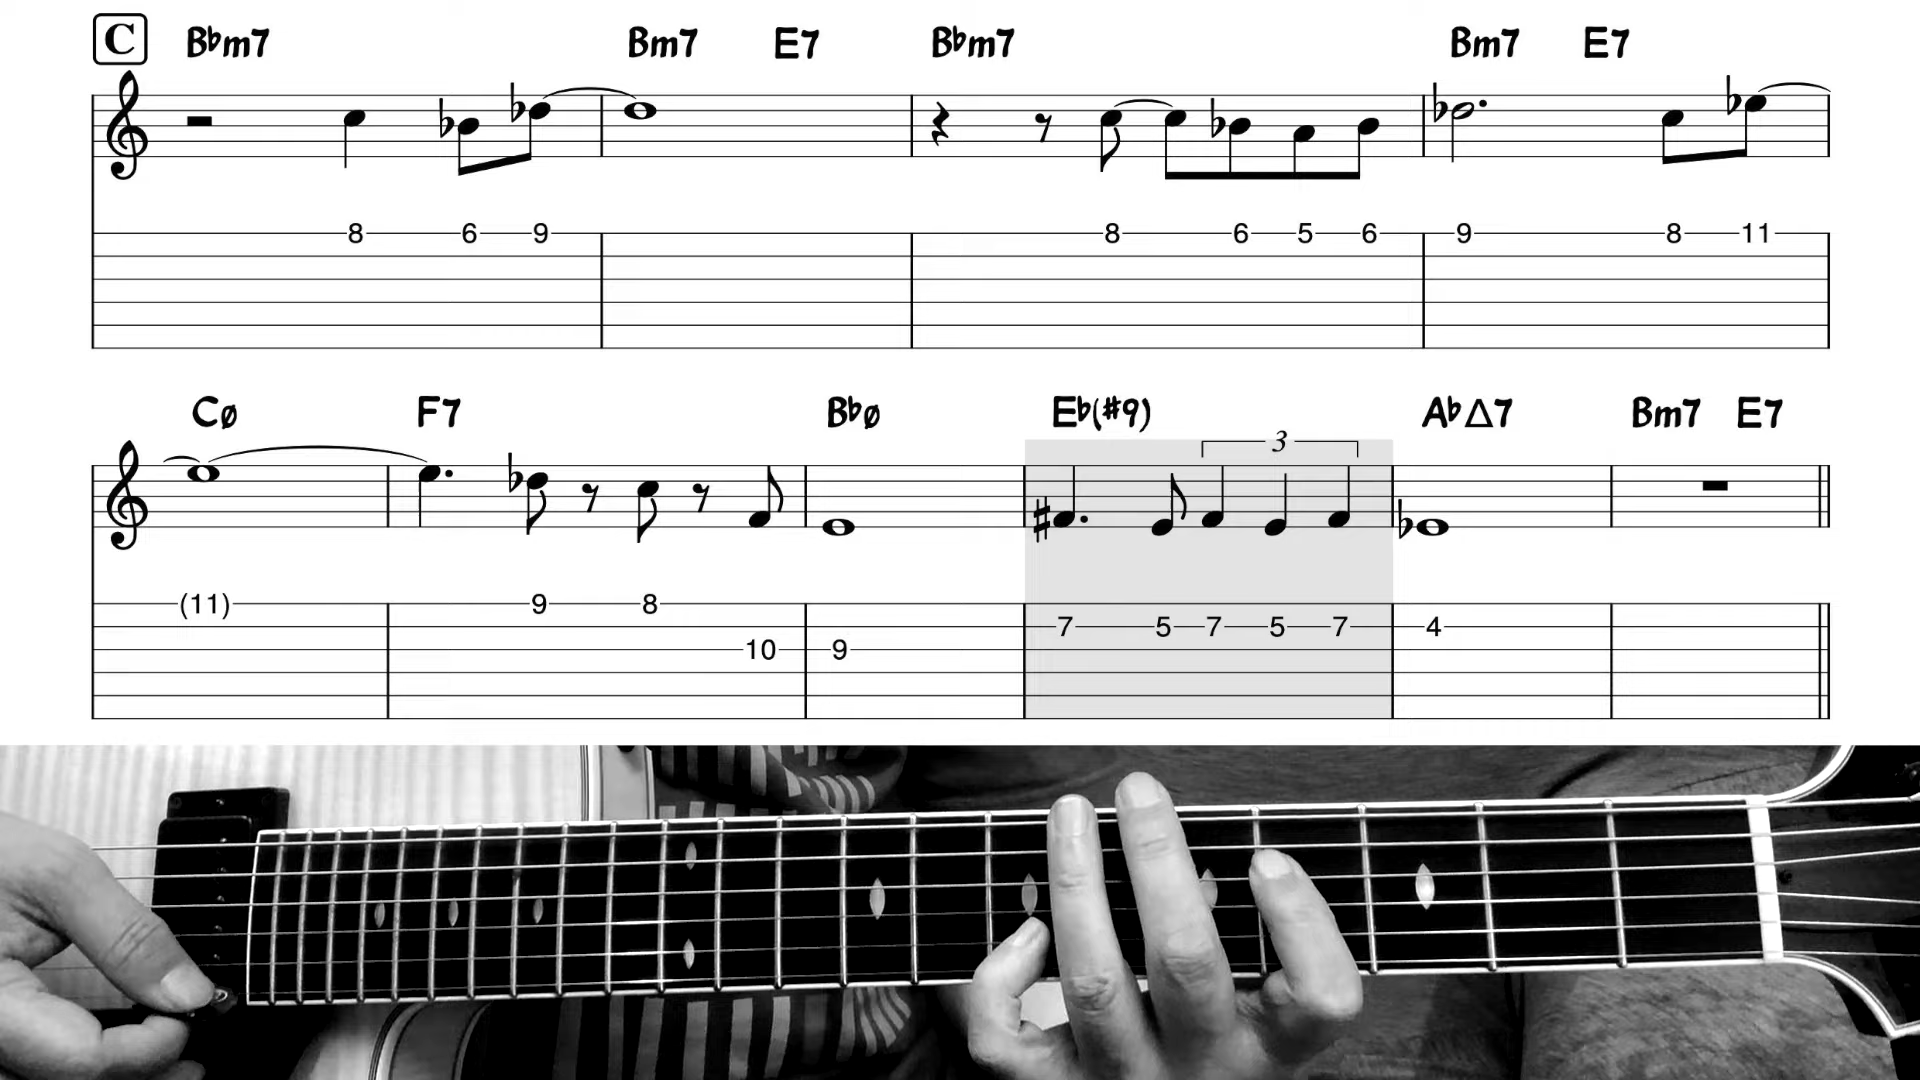 C B♭m7 Bm7 E7 B♭m7 Bm7 E7
8 6 9 8 6 5 6 9 8 11
Cø F7 B♭ø E♭(#9) A♭△7 Bm7 E7
3
(11) 9 8 10 9 7 5 7 5 7 4